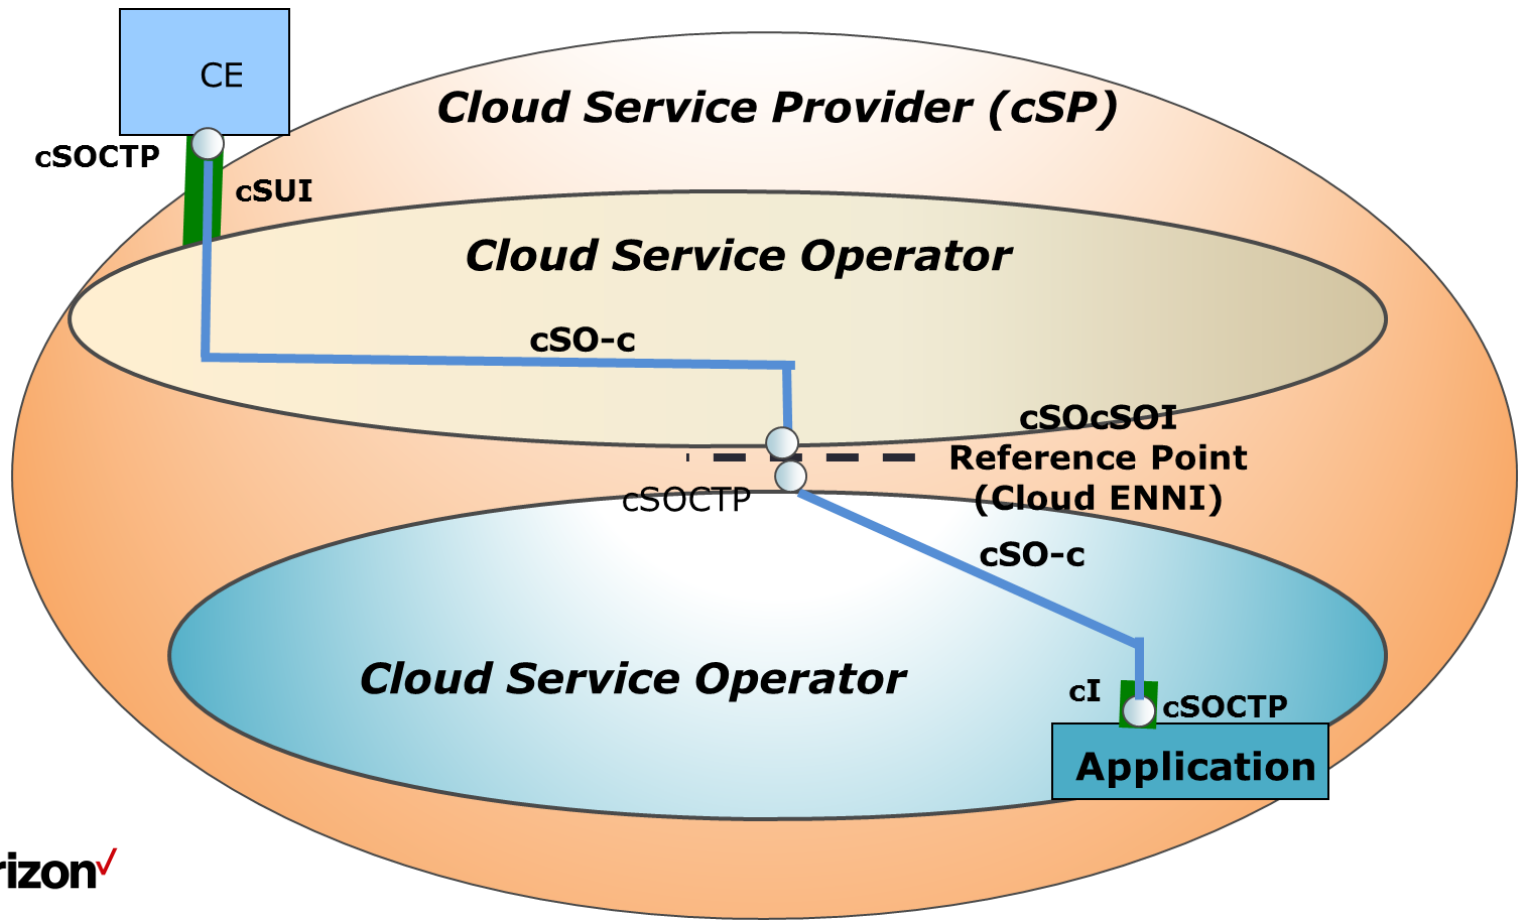 CE
Cloud Service Provider (cSP)
cSOCTP
cSUI
Cloud Service Operator
cSO-c
cSOcSOI
Reference Point
(Cloud ENNI)
cSOCTP
cSO-c
Cloud Service Operator
cI
cSOCTP
Application
rizon